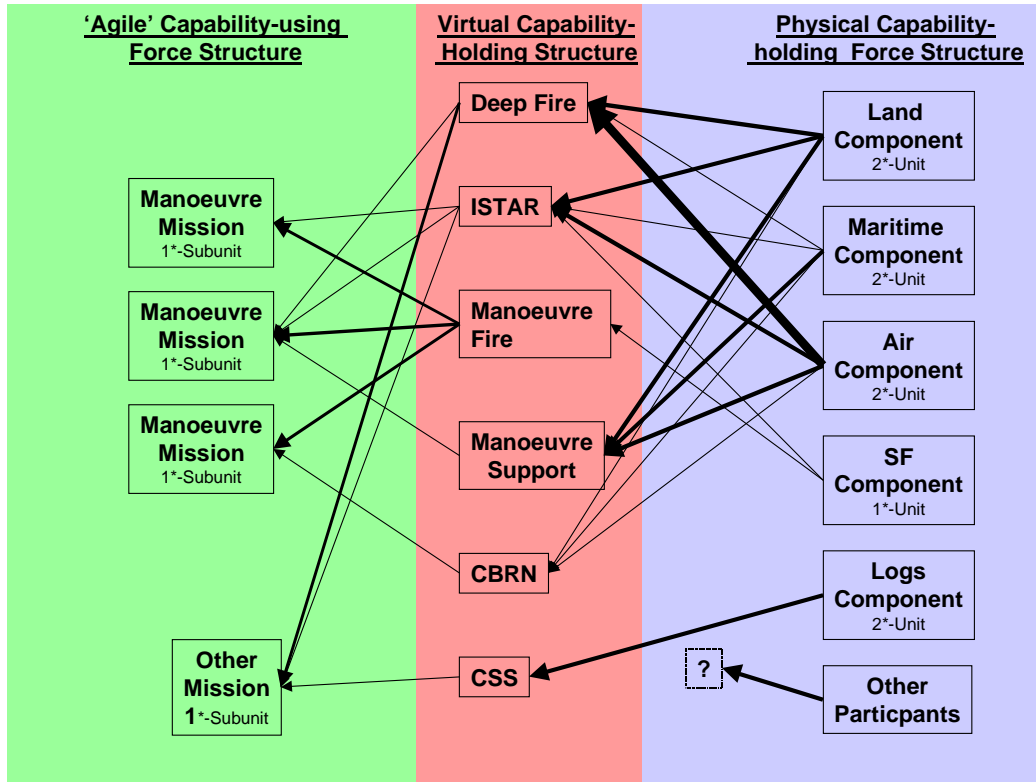 'Agile' Capability-using
Force Structure
Virtual Capability-
Holding Structure
Physical Capability-
holding Force Structure
Manoeuvre
Mission
1*-Subunit
Manoeuvre
Mission
1*-Subunit
Manoeuvre
Mission
1*-Subunit
Other
Mission
1*-Subunit
Deep Fire
ISTAR
Manoeuvre
Fire
Manoeuvre
Support
CBRN
CSS
Land
Component
2*-Unit
Maritime
Component
2*-Unit
Air
Component
2*-Unit
SF
Component
1*-Unit
Logs
Component
2*-Unit
?
Other
Particpants